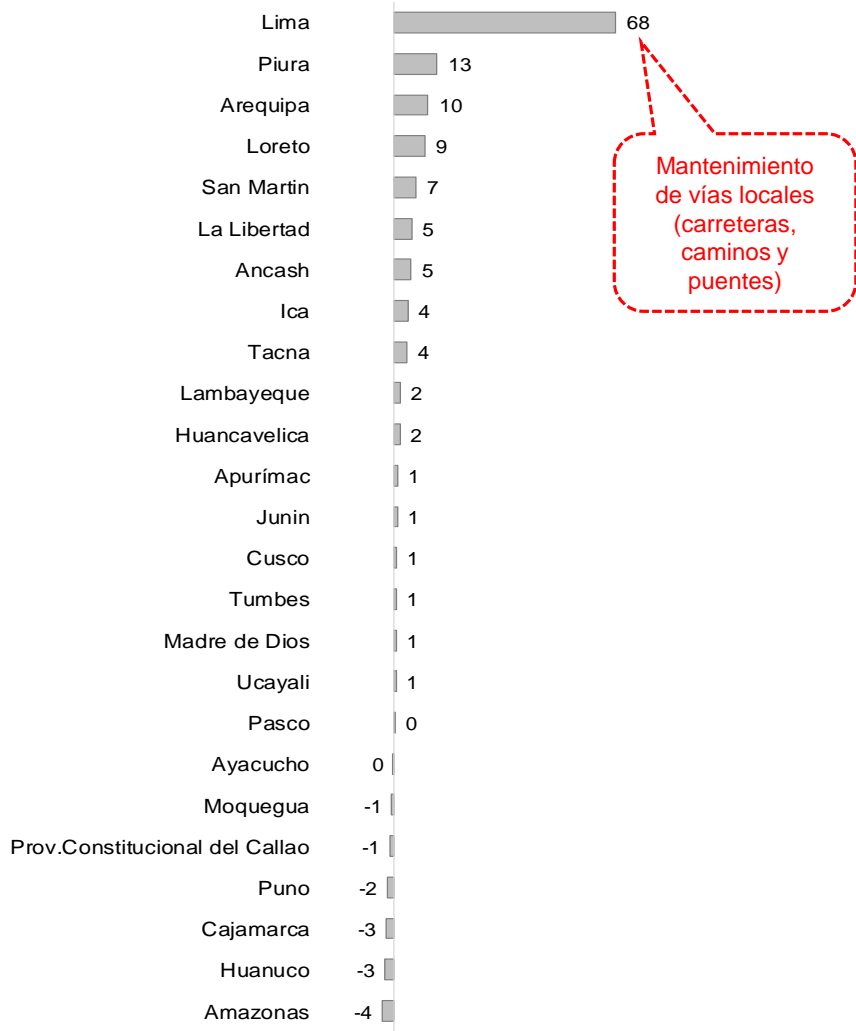 Lima 68
Piura 13
Arequipa 10
Loreto 9
San Martin 7
La Libertad 5
Ancash 5
Ica 4
Tacna 4
Lambayeque 2
Huancavelica 2
Apurímac 1
Junin 1
Cusco 1
Tumbes 1
Madre de Dios 1
Ucayali 1
Pasco 0
Ayacucho 0
Moquegua -1
Prov.Constitucional del Callao -1
Puno -2
Cajamarca -3
Huanuco -3
Amazonas -4
Mantenimiento
de vías locales
(carreteras,
caminos y
puentes)